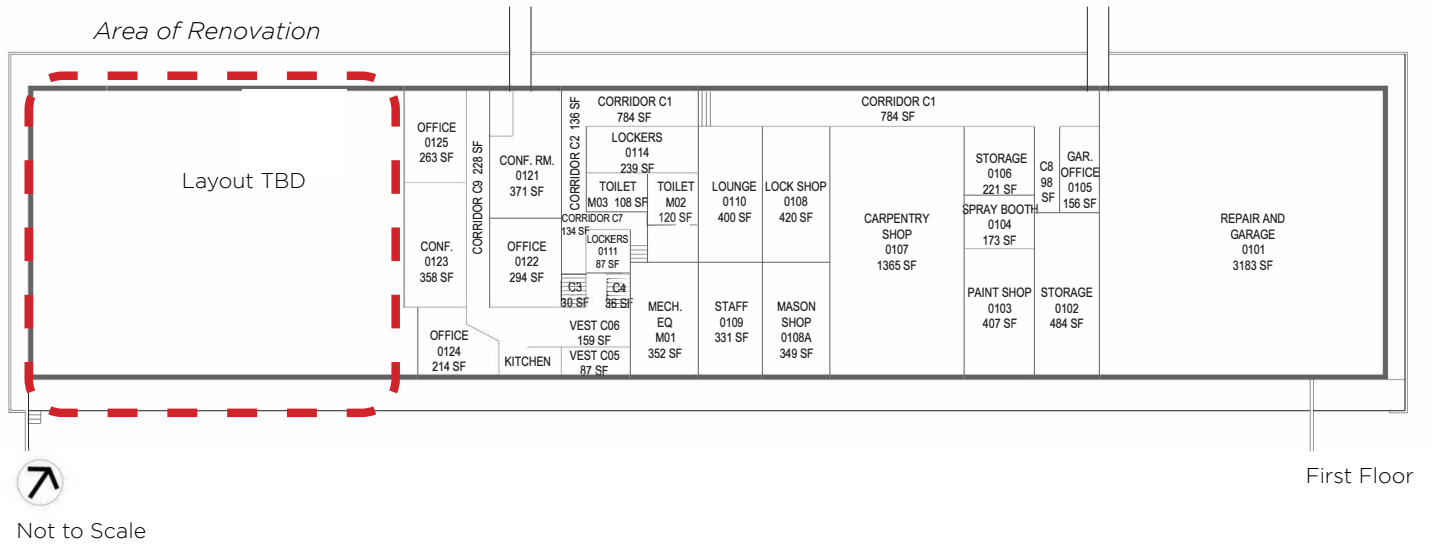 Area of Renovation
Layout TBD
OFFICE
0125
263 SF
CONF.
0123
358 SF
OFFICE
0124
214 SF
CORRIDOR C9 228 SF
CONF. RM.
0121
371 SF
OFFICE
0122
294 SF
KITCHEN
CORRIDOR C2 136 SF
CORRIDOR C1
784 SF
LOCKERS
0114
239 SF
TOILET
M03 108 SF
TOILET
M02
120 SF
CORRIDOR C7
134 SF
LOCKERS
0111
87 SF
C3
30 SF
C4
36 SF
VEST C06
159 SF
VEST C05
87 SF
MECH.
EQ
M01
352 SF
LOUNGE
0110
400 SF
STAFF
0109
331 SF
LOCK SHOP
0108
420 SF
MASON
SHOP
0108A
349 SF
CORRIDOR C1
784 SF
CARPENTRY
SHOP
0107
1365 SF
STORAGE
0106
221 SF
SPRAY BOOTH
0104
173 SF
PAINT SHOP
0103
407 SF
C8
98
SF
GAR.
OFFICE
0105
156 SF
STORAGE
0102
484 SF
REPAIR AND
GARAGE
0101
3183 SF
First Floor
Not to Scale